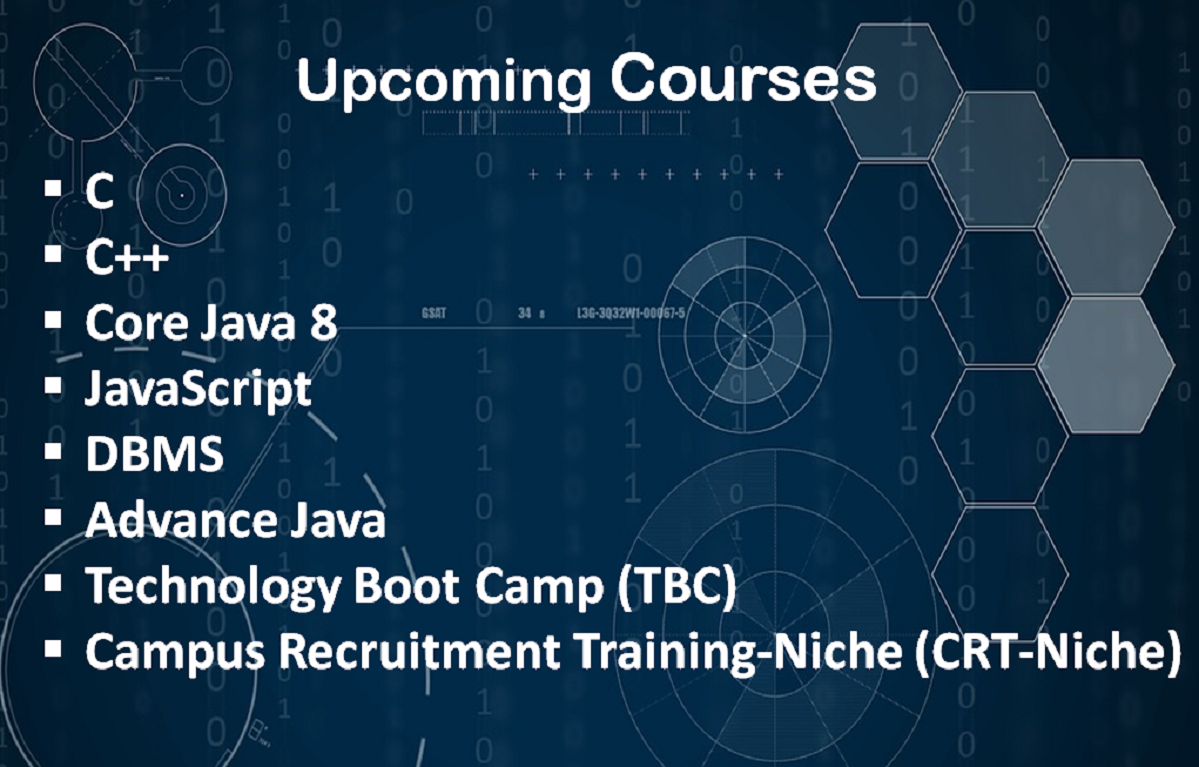 Upcoming Courses
▪ C
▪ C++
▪ Core Java 8
GSAT 34 L3G-3Q32W1-00067-5
▪ JavaScript
▪ DBMS
▪ Advance Java
▪ Technology Boot Camp (TBC)
▪ Campus Recruitment Training-Niche (CRT-Niche)